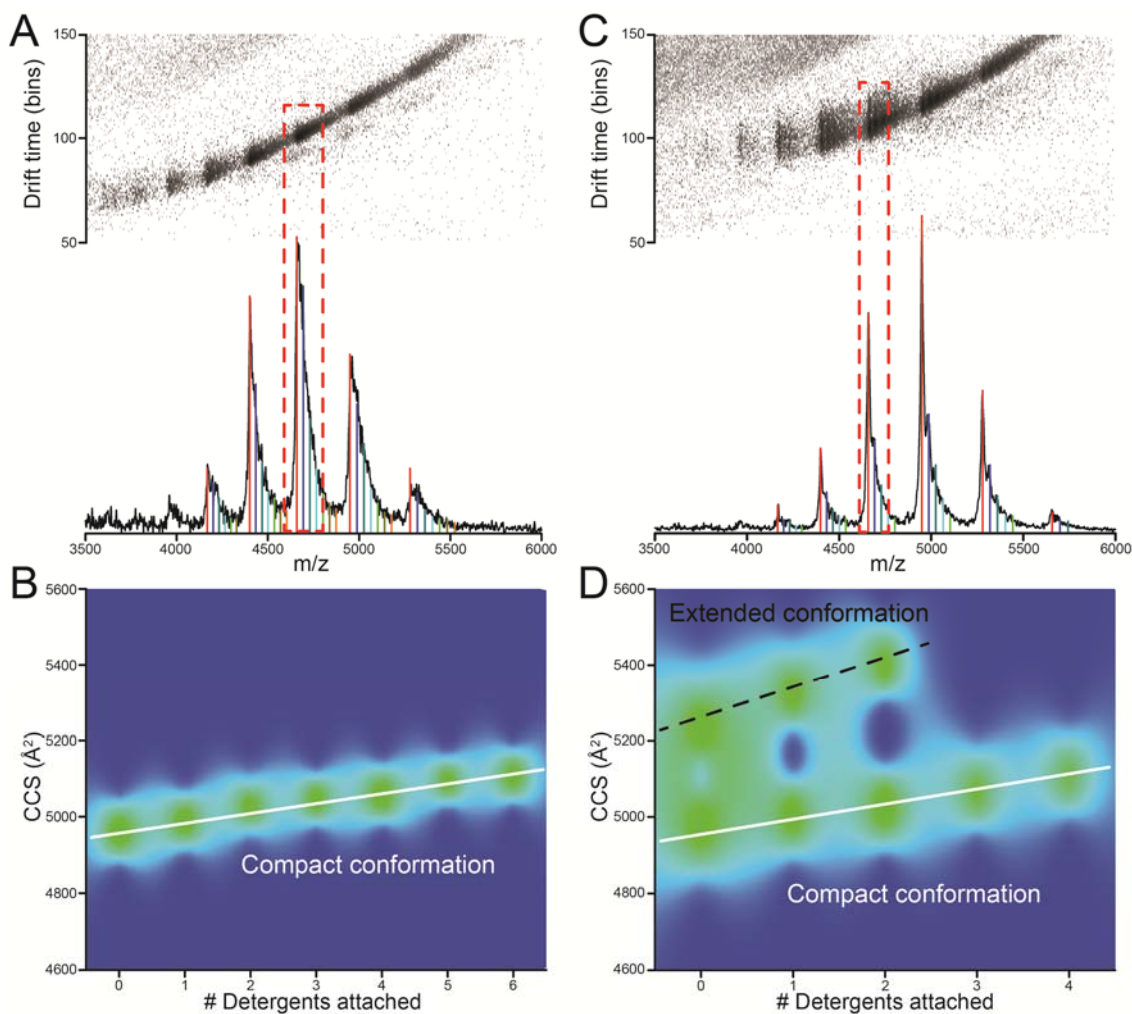 A
150
100
50
Drift time (bins)
3500 4000 4500 5000 5500 6000
m/z
B
5600
5400
5200
5000
4800
4600
CCS (Å²)
Compact conformation
0 1 2 3 4 5 6
# Detergents attached
C
150
100
50
Drift time (bins)
3500 4000 4500 5000 5500 6000
m/z
D
5600
5400
5200
5000
4800
4600
CCS (Å²)
Extended conformation
Compact conformation
0 1 2 3 4
# Detergents attached